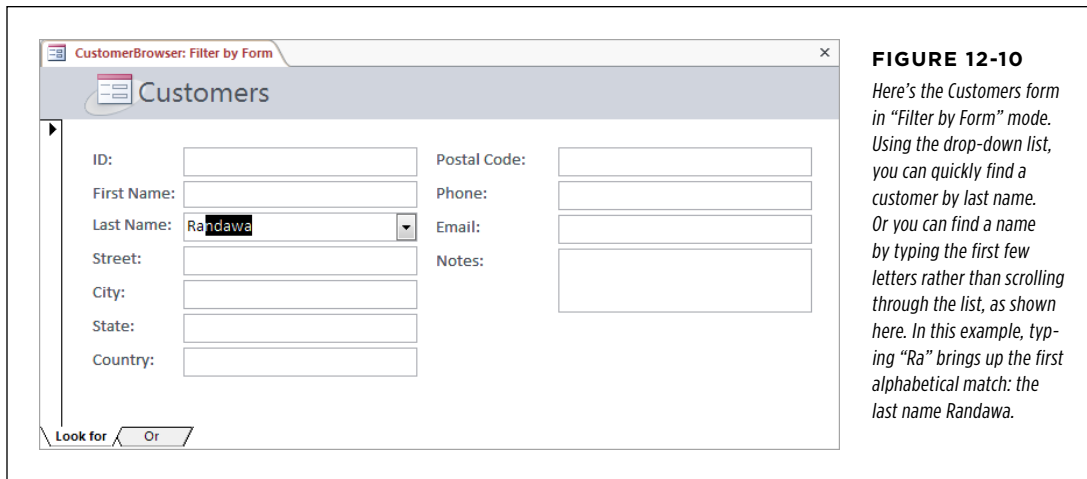 CustomerBrowser: Filter by Form
Customers
ID:
First Name:
Last Name: Randawa
Street:
City:
State:
Country:
Postal Code:
Phone:
Email:
Notes:
Look for
Or
FIGURE 12-10
Here's the Customers form
in "Filter by Form" mode.
Using the drop-down list,
you can quickly find a
customer by last name.
Or you can find a name
by typing the first few
letters rather than scrolling
through the list, as shown
here. In this example, typ-
ing "Ra" brings up the first
alphabetical match: the
last name Randawa.